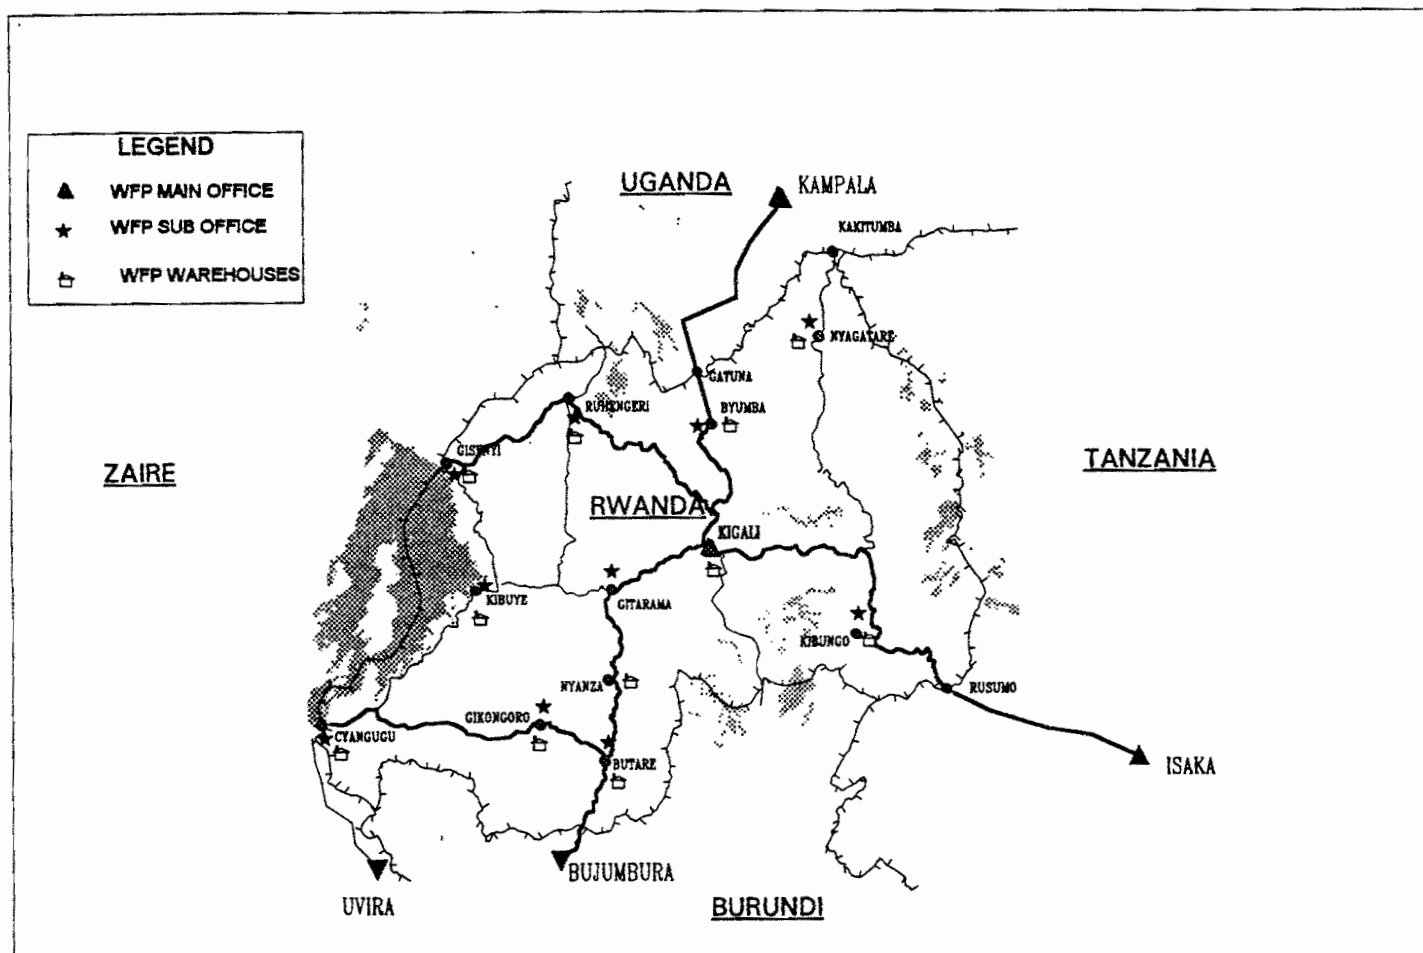 LEGEND
WFP MAIN OFFICE
WFP SUB OFFICE
WFP WAREHOUSES
UGANDA
KAMPALA
KAKITUMBA
NYAGATARE
GATUNA
RUHENGERI
BYUMBA
GISENYI
ZAIRE
TANZANIA
RWANDA
KIGALI
KIBUYE
GITARAMA
KIBUNGO
NYANZA
RUSUMO
GIKONGORO
CYANGUGU
BUTARE
ISAKA
BUJUMBURA
UVIRA
BURUNDI